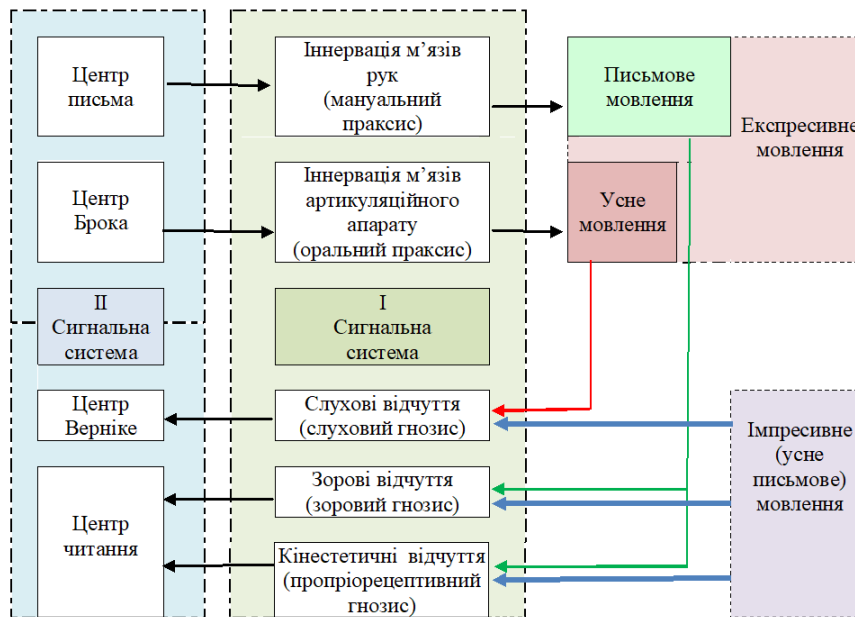 Центр
письма
Іннервація м’язів
рук
(мануальний
праксис)
Письмове
мовлення
Експресивне
мовлення
Центр
Брока
Іннервація м’язів
артикуляційного
апарату
(оральний праксис)
Усне
мовлення
ІІ
Сигнальна
система
І
Сигнальна
система
Центр
Верніке
Слухові відчуття
(слуховий гнозис)
Імпресивне
(усне
письмове)
мовлення
Центр
читання
Зорові відчуття
(зоровий гнозис)
Кінестетичні відчуття
(пропріорецептивний
гнозис)